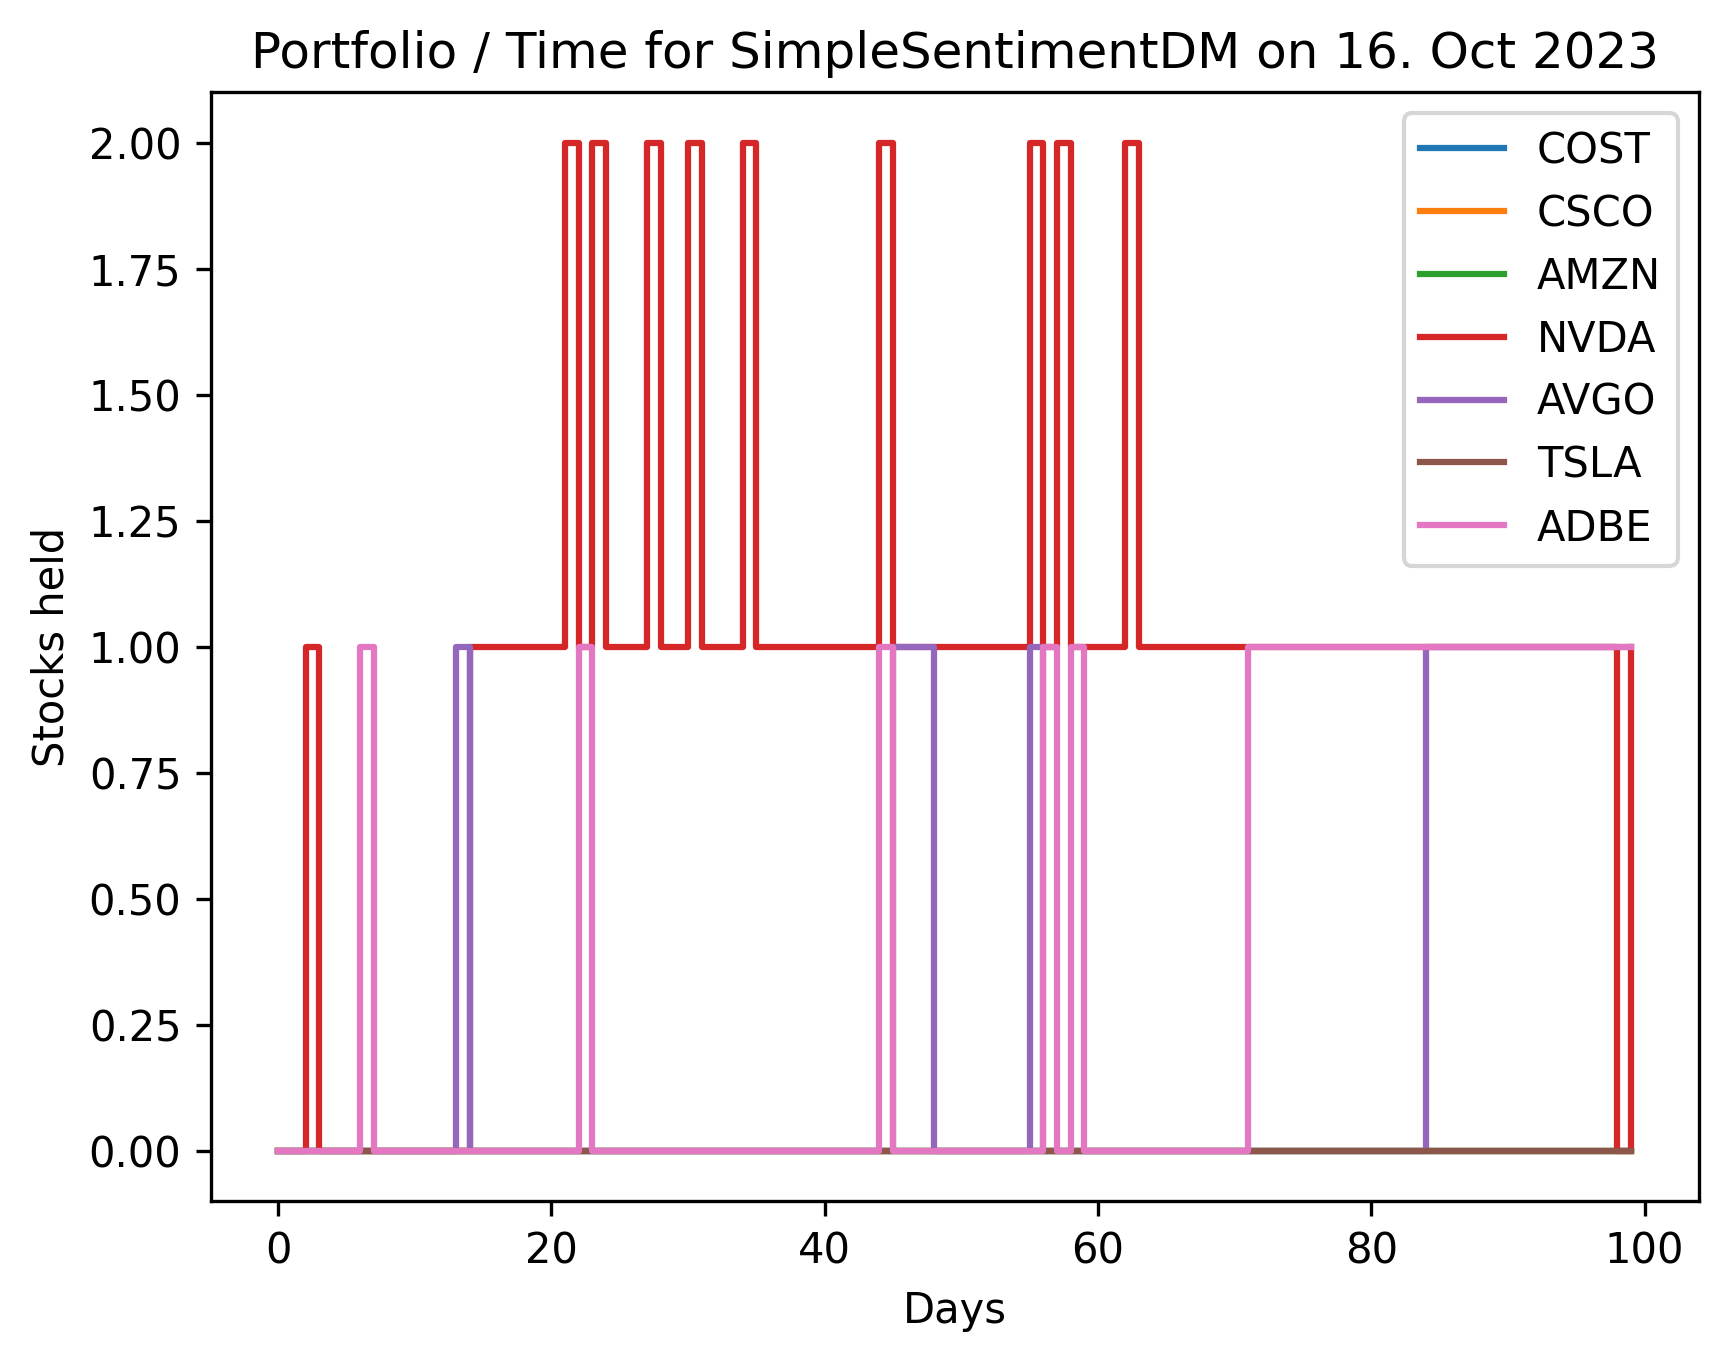 Portfolio / Time for SimpleSentimentDM on 16. Oct 2023
2.00
1.75
1.50
1.25
1.00
0.75
0.50
0.25
0.00
Stocks held
0 20 40 60 80 100
Days
COST
CSCO
AMZN
NVDA
AVGO
TSLA
ADBE